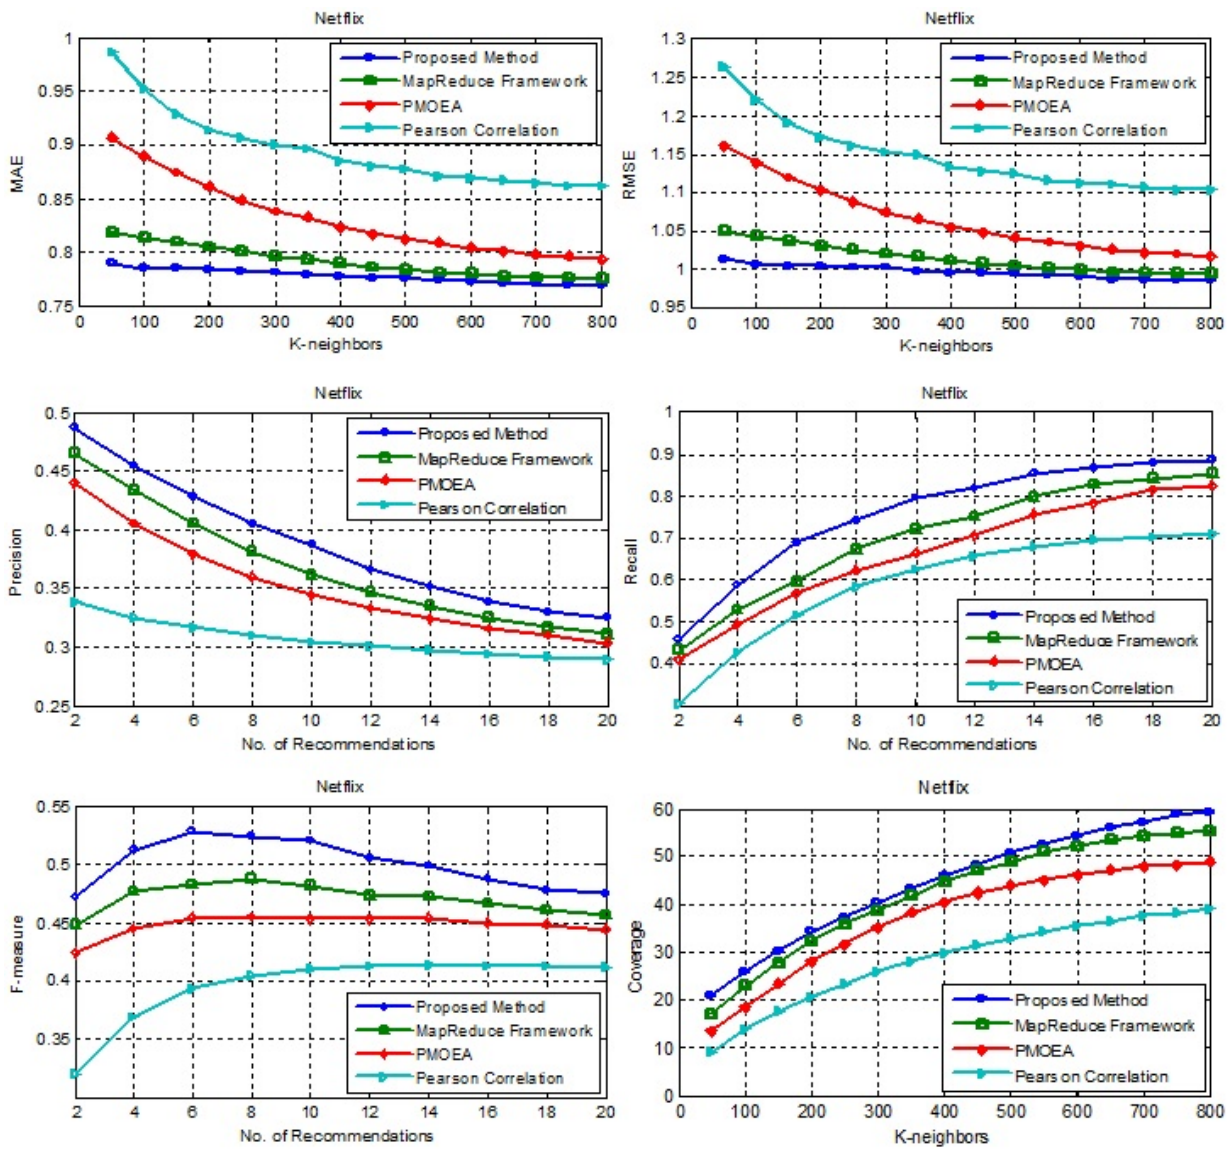 Netflix
1
0.95
0.9
0.85
0.8
0.75
MAE
Proposed Method
MapReduce Framework
PMOEA
Pearson Correlation
0 100 200 300 400 500 600 700 800
K-neighbors
Netflix
1.3
1.25
1.2
1.15
1.1
1.05
1
0.95
RMSE
Proposed Method
MapReduce Framework
PMOEA
Pearson Correlation
0 100 200 300 400 500 600 700 800
K-neighbors
Netflix
0.5
0.45
0.4
0.35
0.3
0.25
Precision
Proposed Method
MapReduce Framework
PMOEA
Pearson Correlation
2 4 6 8 10 12 14 16 18 20
No. of Recommendations
Netflix
1
0.9
0.8
0.7
0.6
0.5
0.4
Recall
Proposed Method
MapReduce Framework
PMOEA
Pearson Correlation
2 4 6 8 10 12 14 16 18 20
No. of Recommendations
Netflix
0.55
0.5
0.45
0.4
0.35
F-measure
Proposed Method
MapReduce Framework
PMOEA
Pearson Correlation
2 4 6 8 10 12 14 16 18 20
No. of Recommendations
Netflix
60
50
40
30
20
10
0
Coverage
Proposed Method
MapReduce Framework
PMOEA
Pearson Correlation
0 100 200 300 400 500 600 700 800
K-neighbors